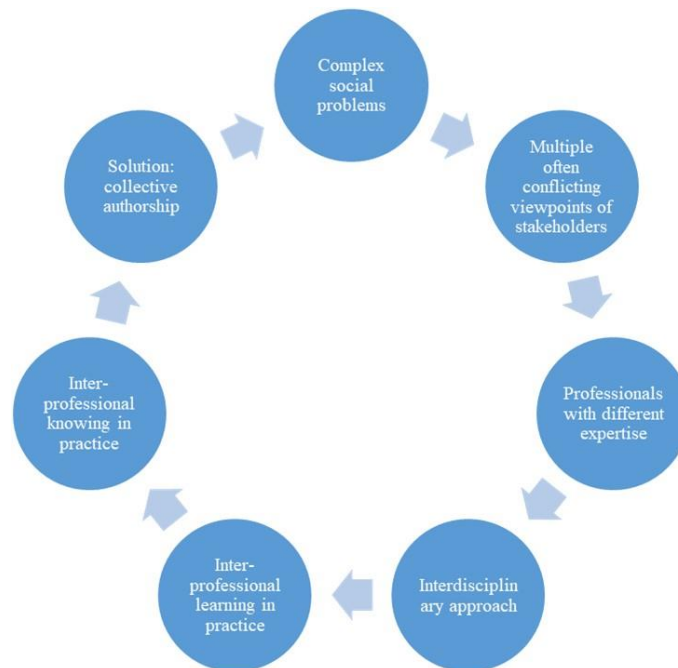 Complex
social
problems
Multiple
often
conflicting
viewpoints of
stakeholders
Professionals
with different
expertise
Interdisciplin
ary approach
Inter-
professional
learning in
practice
Inter-
professional
knowing in
practice
Solution:
collective
authorship